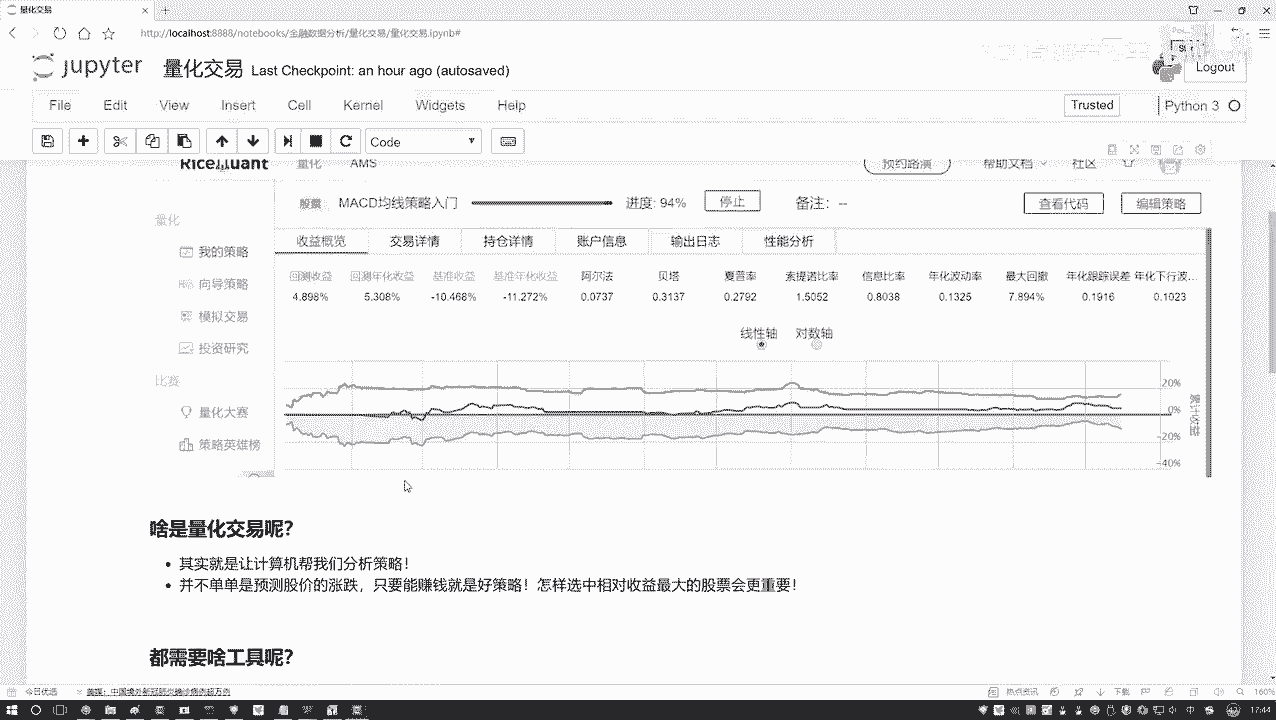 量化交易
http://localhost:8888/notebooks/金融数据分析/量化交易/量化交易.ipynb#
jupyter 量化交易 Last Checkpoint: an hour ago (autosaved)
Logout
File Edit View Insert Cell Kernel Widgets Help
Trusted Python 3
Code
RiceQuant 量化 AMS 预约路演 帮助文档 社区
股票 MACD均线策略入门 进度: 94% 停止 备注: -- 查看代码 编辑策略
量化
我的策略
向导策略
模拟交易
投资研究
比赛
量化大赛
策略英雄榜
收益概览 交易详情 持仓详情 账户信息 输出日志 性能分析
回测收益 回测年化收益 基准收益 基准年化收益 阿尔法 贝塔 夏普率 索提诺比率 信息比率 年化波动率 最大回撤 年化跟踪误差 年化下行波...
4.898% 5.308% -10.468% -11.272% 0.0737 0.3137 0.2792 1.5052 0.8038 0.1325 7.894% 0.1916 0.1023
线性轴 对数轴
20%
0%
-20%
-40%
累计收益
啥是量化交易呢?
其实就是让计算机帮我们分析策略!
并不单单是预测股价的涨跌，只要能赚钱就是好策略! 怎样选中相对收益最大的股票会更重要!
都需要啥工具呢?
今日优选
热点资讯 下载 160%
17:44